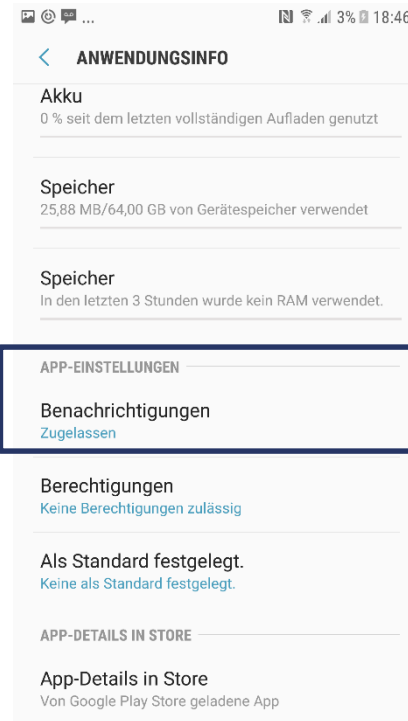 ... 3% 18:46
ANWENDUNGSINFO
Akku
0 % seit dem letzten vollständigen Aufladen genutzt
Speicher
25,88 MB/64,00 GB von Gerätespeicher verwendet
Speicher
In den letzten 3 Stunden wurde kein RAM verwendet.
APP-EINSTELLUNGEN
Benachrichtigungen
Zugelassen
Berechtigungen
Keine Berechtigungen zulässig
Als Standard festgelegt.
Keine als Standard festgelegt.
APP-DETAILS IN STORE
App-Details in Store
Von Google Play Store geladene App